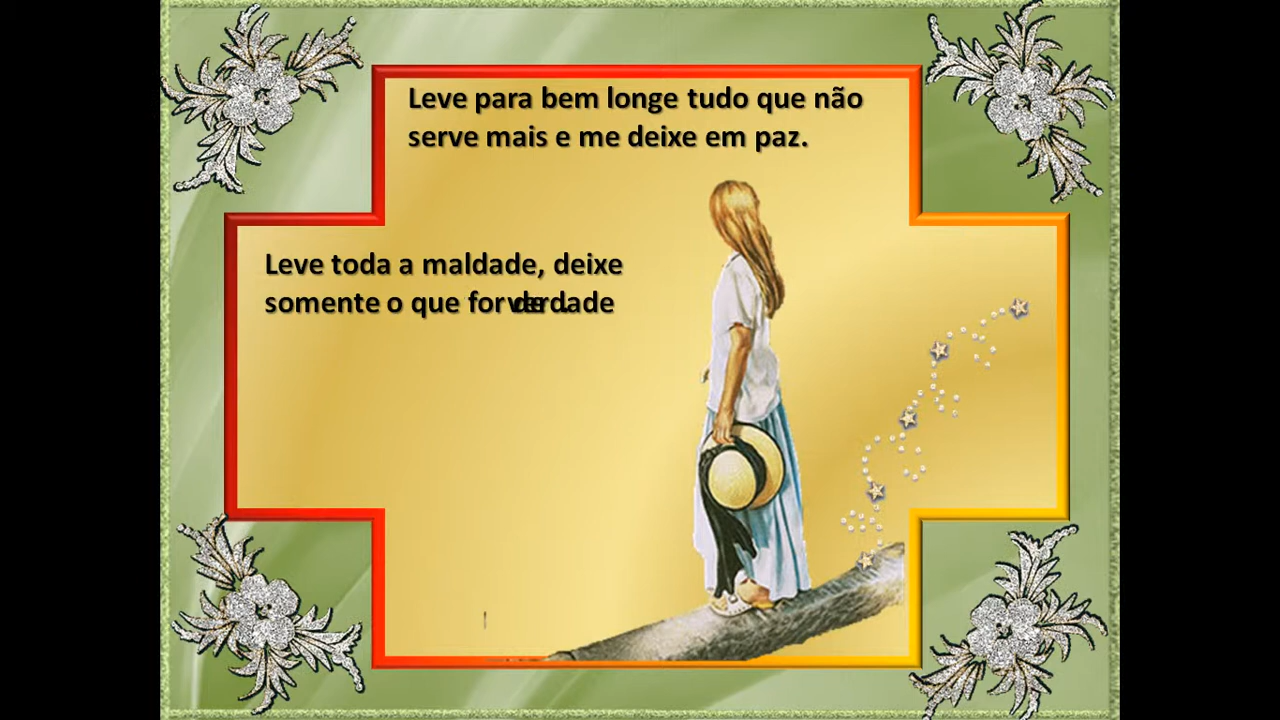 Leve para bem longe tudo que não
serve mais e me deixe em paz.
Leve toda a maldade, deixe
somente o que for verdade